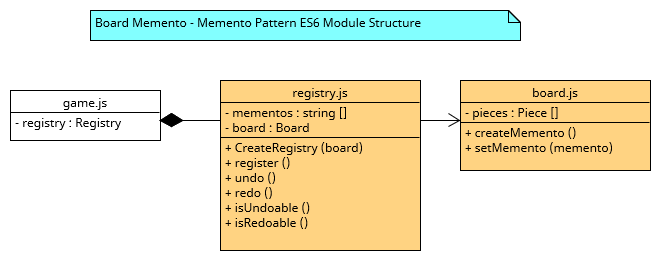 Board Memento - Memento Pattern ES6 Module Structure
game.js
- registry : Registry
registry.js
- mementos : string []
- board : Board
+ CreateRegistry (board)
+ register ()
+ undo ()
+ redo ()
+ isUndoable ()
+ isRedoable ()
board.js
- pieces : Piece []
+ createMemento ()
+ setMemento (memento)